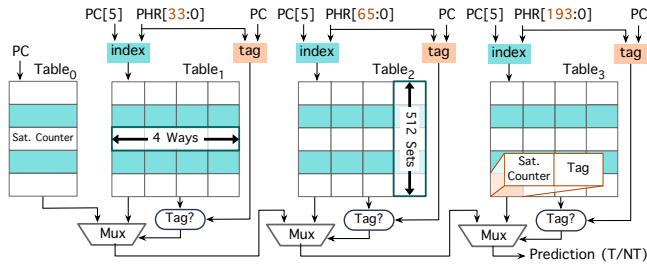 PC[5] PHR[33:0] PC
PC[5] PHR[65:0] PC
PC[5] PHR[193:0] PC
PC
index
tag
index
tag
index
tag
Table0
Table1
Table2
Table3
Sat. Counter
4 Ways
512 Sets
Sat.
Counter
Tag
Tag?
Tag?
Tag?
Mux
Mux
Mux
Prediction (T/NT)